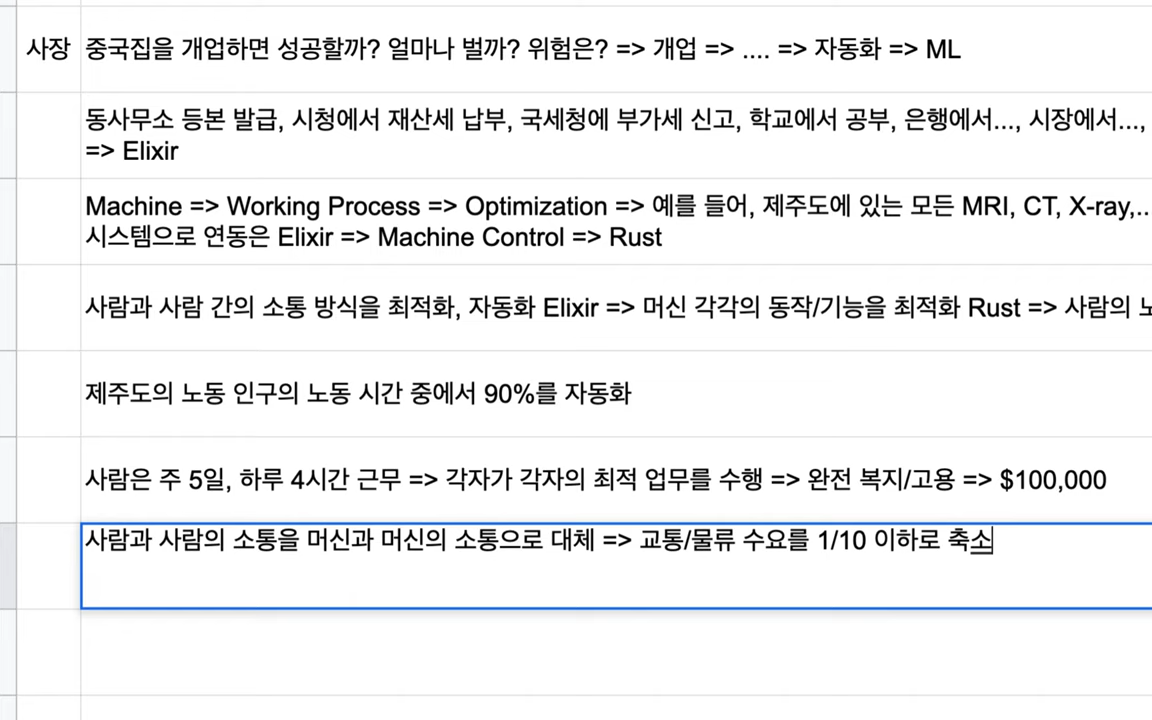 사장 중국집을 개업하면 성공할까? 얼마나 벌까? 위험은? => 개업 => .... => 자동화 => ML
동사무소 등본 발급, 시청에서 재산세 납부, 국세청에 부가세 신고, 학교에서 공부, 은행에서..., 시장에서...,
=> Elixir
Machine => Working Process => Optimization => 예를 들어, 제주도에 있는 모든 MRI, CT, X-ray,..
시스템으로 연동은 Elixir => Machine Control => Rust
사람과 사람 간의 소통 방식을 최적화, 자동화 Elixir => 머신 각각의 동작/기능을 최적화 Rust => 사람의
제주도의 노동 인구의 노동 시간 중에서 90%를 자동화
사람은 주 5일, 하루 4시간 근무 => 각자가 각자의 최적 업무를 수행 => 완전 복지/고용 => $100,000
사람과 사람의 소통을 머신과 머신의 소통으로 대체 => 교통/물류 수요를 1/10 이하로 축소